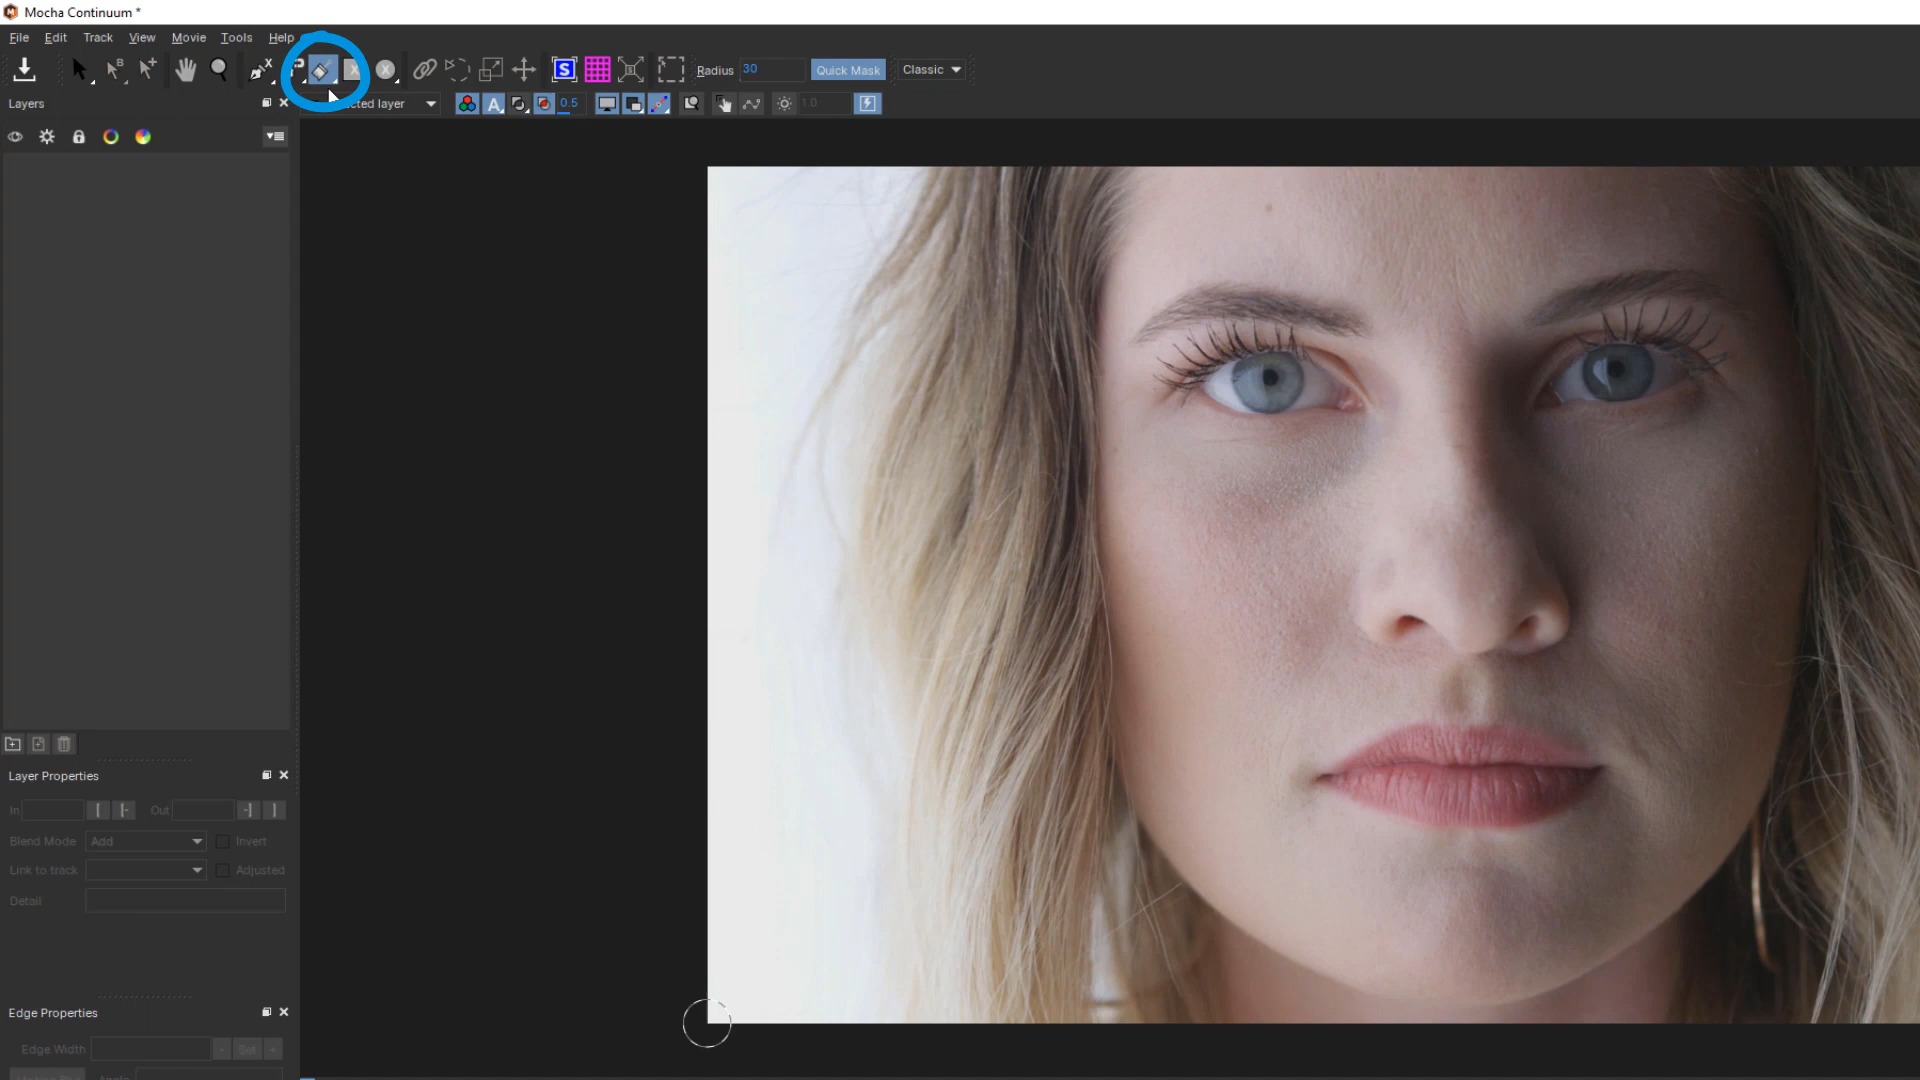 Mocha Continuum *
File Edit Track View Movie Tools Help
Radius 30 Quick Mask Classic
Layers
cted layer 0.5 1.0
Layer Properties
In Out
Blend Mode Add Invert
Link to track Adjusted
Detail
Edge Properties
Edge Width - Set +
Angle